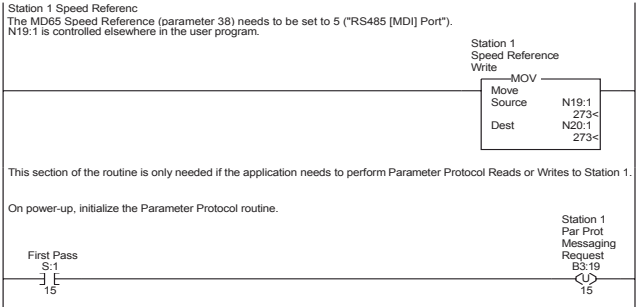 Station 1 Speed Referenc
The MD65 Speed Reference (parameter 38) needs to be set to 5 ("RS485 [MDI] Port").
N19:1 is controlled elsewhere in the user program.
Station 1
Speed Reference
Write
MOV
Move
Source N19:1
273<
Dest N20:1
273<
This section of the routine is only needed if the application needs to perform Parameter Protocol Reads or Writes to Station 1.
On power-up, initialize the Parameter Protocol routine.
Station 1
Par Prot
Messaging
Request
B3:19
U
15
First Pass
S:1
15